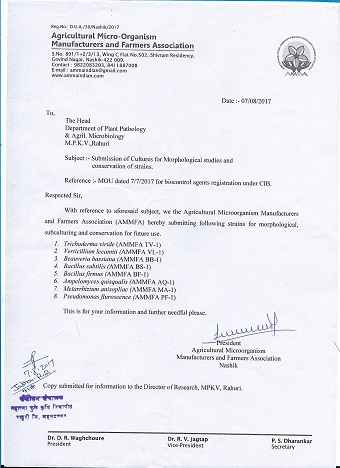 Reg.No.: D.U.A./30/Nashik/2017
Agricultural Micro-Organism
Manufacturers and Farmers Association
S.No. 801/1+2/3/13, Wing C Flat No.502, Shivram Residency,
Govind Nagar, Nashik-422 009.
Contact : 9822083203, 8411887008
E-mail : ammaindian@gmail.com
www.ammaindian.com
Date :- 07/08/2017
To,
The Head
Department of Plant Pathology
& Agril. Microbiology
M.P.K.V.,Rahuri
Subject :- Submission of Cultures for Morphological studies and
conservation of strains.
Reference :- MOU dated 7/7/2017 for biocontrol agents registration under CIB.
Respected Sir,
With reference to aforesaid subject, we the Agricultural Microorganism Manufacturers
and Farmers Association (AMMFA) hereby submitting following strains for morphological,
subculturing and conservation for future use.
1. Trichoderma viride (AMMFA TV-1)
2. Verticillum lecanii (AMMFA VL-1)
3. Beaveria bassiana (AMMFA BB-1)
4. Bacillus subtilis (AMMFA BS-1)
5. Bacillus firmus (AMMFA BF-1)
6. Ampelomyces quisqualis (AMMFA AQ-1)
7. Metarrhizium anisopliae (AMMFA MA-1)
8. Pseudomonas fluroscence (AMMFA PF-1)
This is for your information and further needful please.
President
Agricultural Microorganism
Manufacturers and Farmers Association
Nashik
7.8.2017
Copy submitted for information to the Director of Research, MPKV, Rahuri.
संशोधन संचालक
महात्मा फुले कृषि विद्यापीठ
राहुरी जि. अहमदनगर
Dr. D. R. Waghchoure
President
Dr. R. V. Jagtap
Vice-President
P. S. Dharankar
Secretary